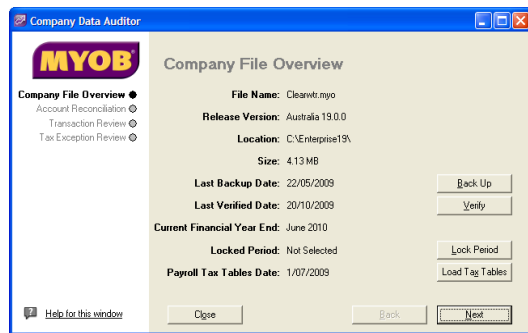 Company Data Auditor
MYOB
Company File Overview
Account Reconciliation
Transaction Review
Tax Exception Review
Company File Overview
File Name: Clearwtr.myo
Release Version: Australia 19.0.0
Location: C:\Enterprise19\
Size: 4.13 MB
Last Backup Date: 22/05/2009 Back Up
Last Verified Date: 20/10/2009 Verify
Current Financial Year End: June 2010
Locked Period: Not Selected Lock Period
Payroll Tax Tables Date: 1/07/2009 Load Tax Tables
Help for this window Close Back Next